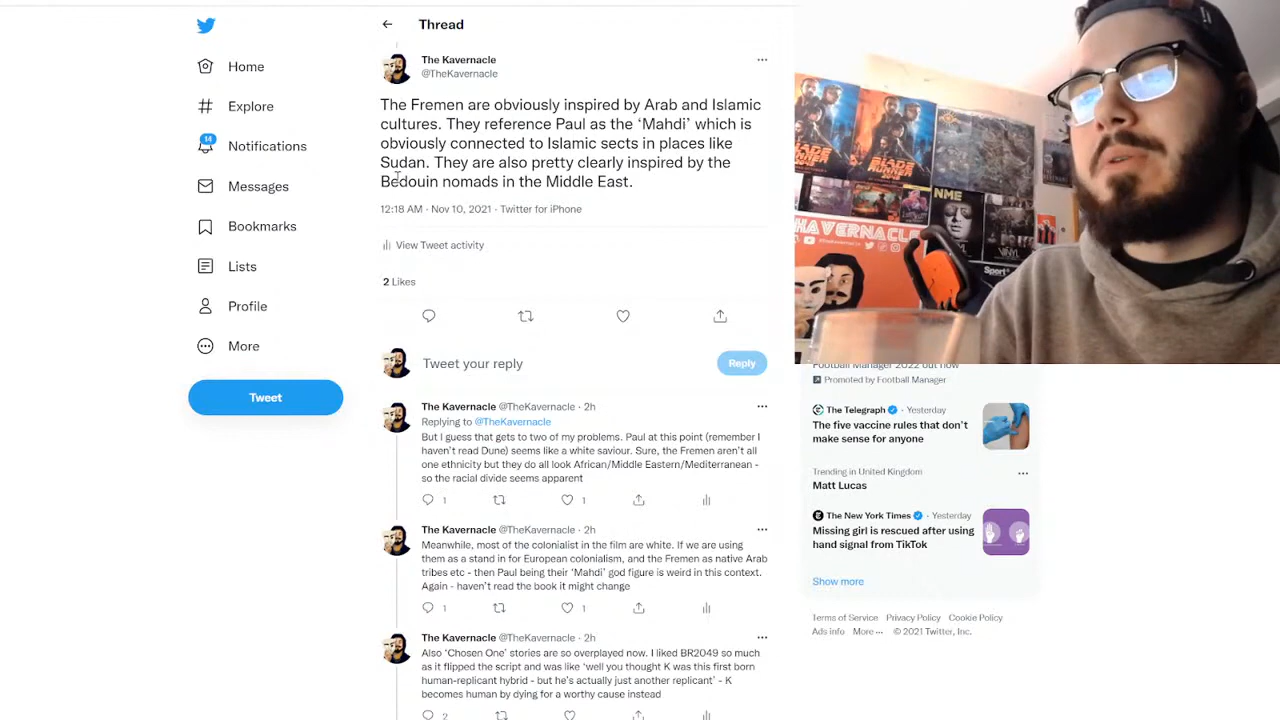 Thread
Home
Explore
14
Notifications
Messages
Bookmarks
Lists
Profile
More
Tweet
The Kavernacle
@TheKavernacle
The Fremen are obviously inspired by Arab and Islamic
cultures. They reference Paul as the ‘Mahdi’ which is
obviously connected to Islamic sects in places like
Sudan. They are also pretty clearly inspired by the
Bedouin nomads in the Middle East.
12:18 AM · Nov 10, 2021 · Twitter for iPhone
View Tweet activity
2 Likes
Tweet your reply
Reply
The Kavernacle @TheKavernacle · 2h
Replying to @TheKavernacle
But I guess that gets to two of my problems. Paul at this point (remember I
haven't read Dune) seems like a white saviour. Sure, the Fremen aren't all
one ethnicity but they do all look African/Middle Eastern/Mediterranean -
so the racial divide seems apparent
1
1
The Kavernacle @TheKavernacle · 2h
Meanwhile, most of the colonialist in the film are white. If we are using
them as a stand in for European colonialism, and the Fremen as native Arab
tribes etc - then Paul being their ‘Mahdi’ god figure is weird in this context.
Again - haven't read the book it might change
1
1
The Kavernacle @TheKavernacle · 2h
Also ‘Chosen One’ stories are so overplayed now. I liked BR2049 so much
as it flipped the script and was like ‘well you thought K was this first born
human-replicant hybrid - but he's actually just another replicant’ - K
becomes human by dying for a worthy cause instead
2
BLADE
RUNNER
BLADE
RUNNER
NME
VINYL
Sport
HAVERNACLE
Football Manager 2022 out now
Promoted by Football Manager
The Telegraph · Yesterday
The five vaccine rules that don't
make sense for anyone
Trending in United Kingdom
Matt Lucas
The New York Times · Yesterday
Missing girl is rescued after using
hand signal from TikTok
Show more
Terms of Service Privacy Policy Cookie Policy
Ads info More ··· © 2021 Twitter, Inc.